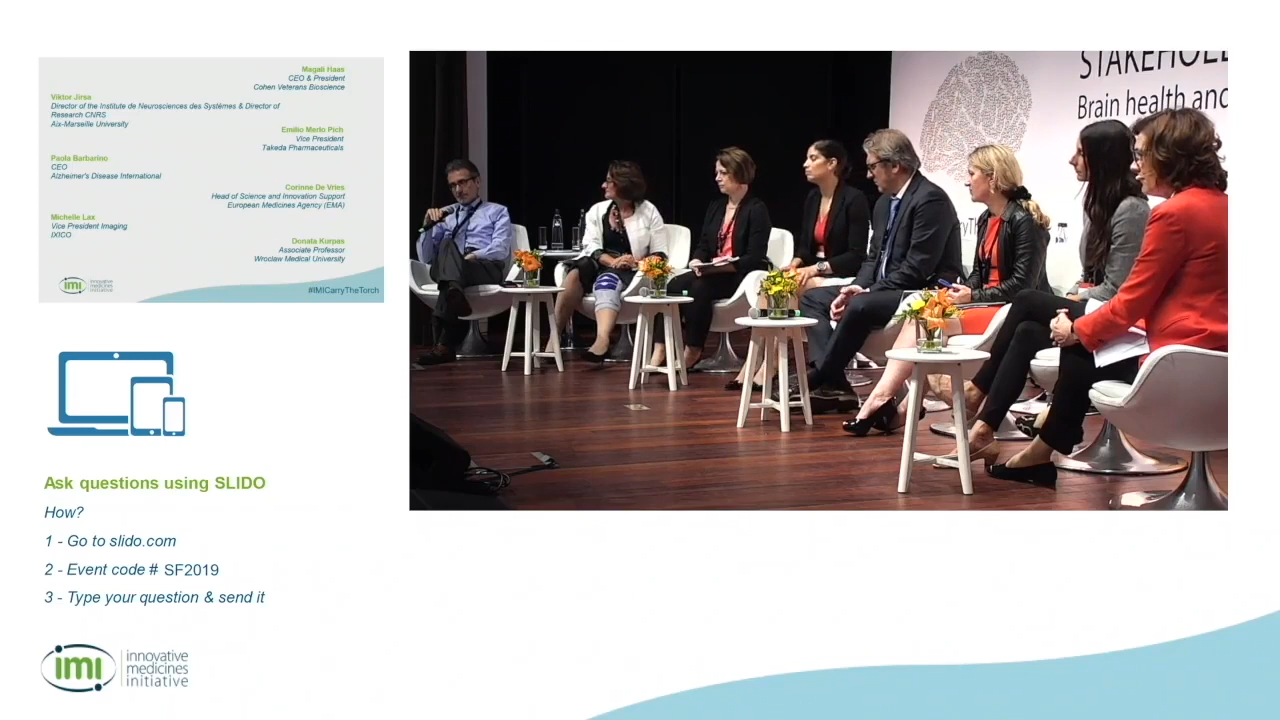 Magali Haas
CEO & President
Cohen Veterans Bioscience
Viktor Jirsa
Director of the Institute de Neurosciences des Systèmes & Director of
Research CNRS
Aix-Marseille University
Emilio Merlo Pich
Vice President
Takeda Pharmaceuticals
Paola Barbarino
CEO
Alzheimer's Disease International
Corinne De Vries
Head of Science and Innovation Support
European Medicines Agency (EMA)
Michelle Lax
Vice President Imaging
IXICO
Donata Kurpas
Associate Professor
Wroclaw Medical University
imi innovative
medicines
initiative
#IMICarryTheTorch
STAKEHOL
Brain health and
Ask questions using SLIDO
How?
1 - Go to slido.com
2 - Event code # SF2019
3 - Type your question & send it
imi innovative
medicines
initiative